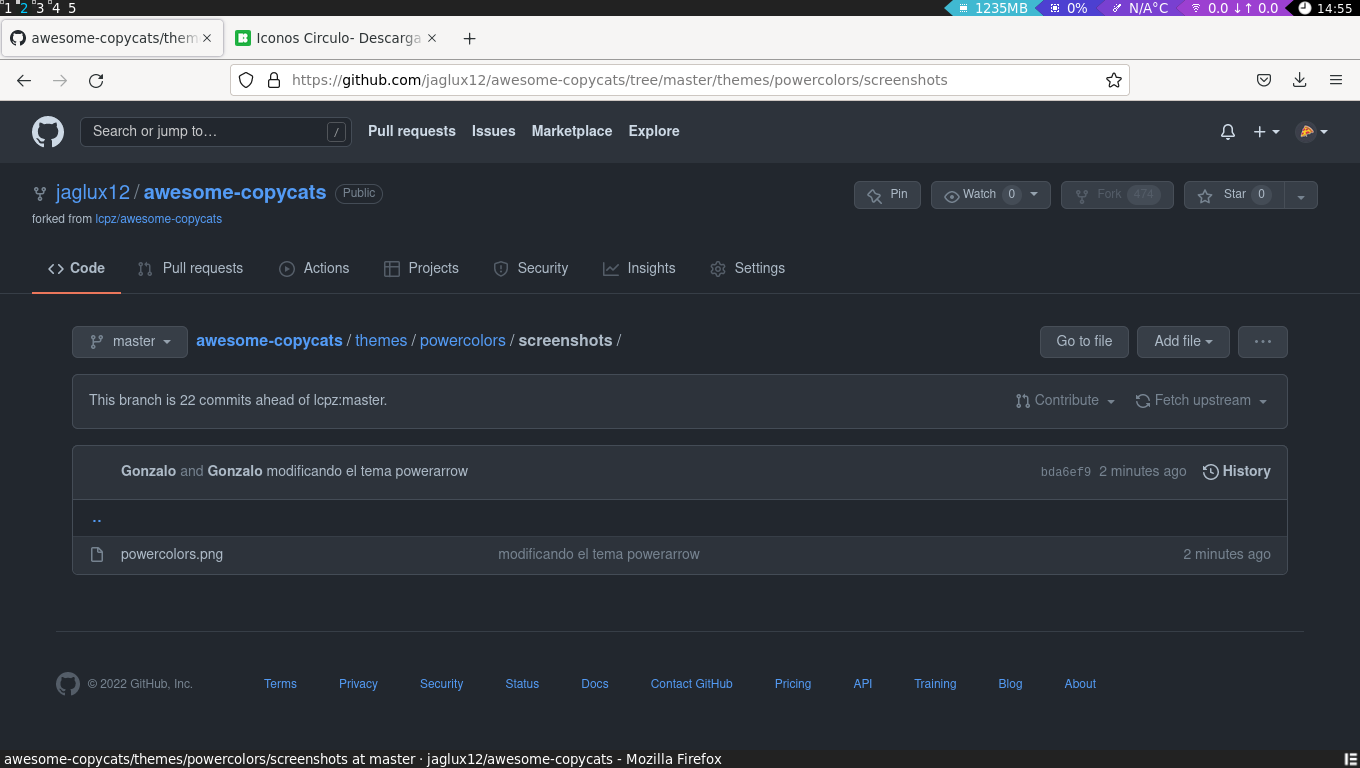 1 2 3 4 5 1235MB 0% N/A°C 0.0 ↓↑ 0.0 14:55
awesome-copycats/them Iconos Circulo- Descarga
https://github.com/jaglux12/awesome-copycats/tree/master/themes/powercolors/screenshots
Search or jump to… / Pull requests Issues Marketplace Explore
jaglux12 / awesome-copycats Public Pin Watch 0 Fork 474 Star 0
forked from lcpz/awesome-copycats
Code Pull requests Actions Projects Security Insights Settings
master awesome-copycats / themes / powercolors / screenshots / Go to file Add file ···
This branch is 22 commits ahead of lcpz:master. Contribute Fetch upstream
Gonzalo and Gonzalo modificando el tema powerarrow bda6ef9 2 minutes ago History
..
powercolors.png modificando el tema powerarrow 2 minutes ago
© 2022 GitHub, Inc. Terms Privacy Security Status Docs Contact GitHub Pricing API Training Blog About
awesome-copycats/themes/powercolors/screenshots at master · jaglux12/awesome-copycats - Mozilla Firefox